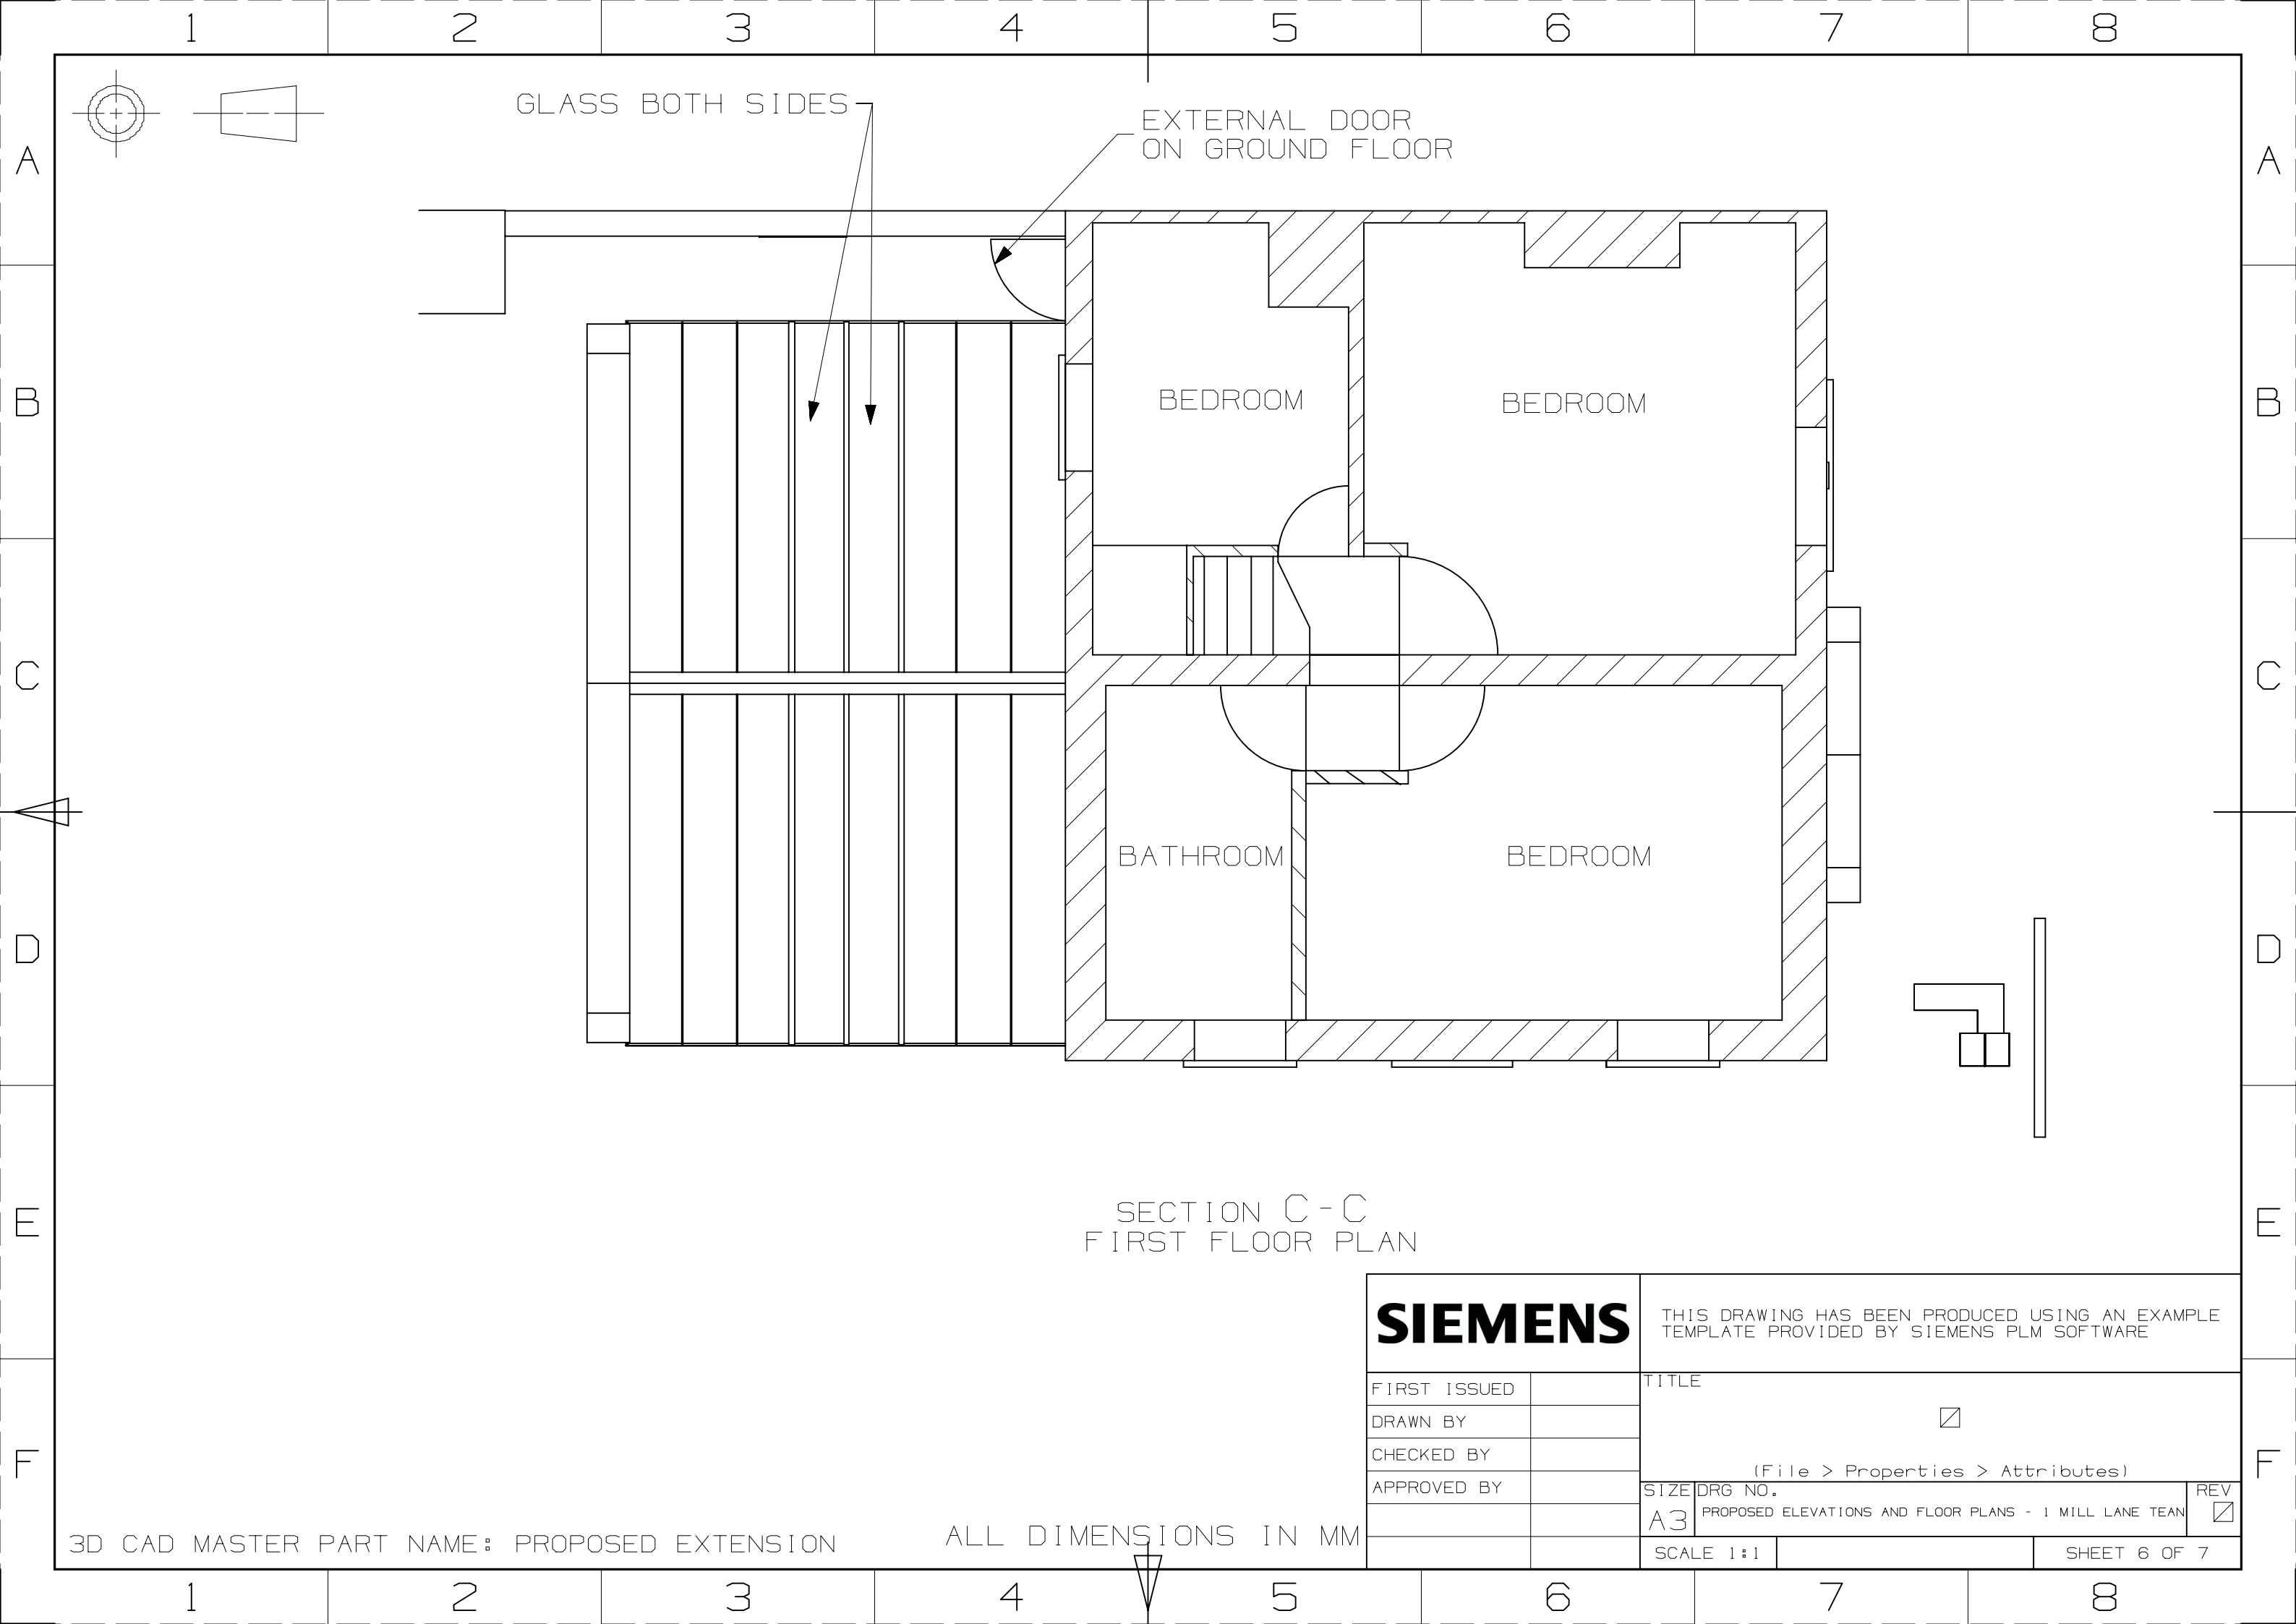 1 2 3 4 5 6 7 8
GLASS BOTH SIDES
EXTERNAL DOOR
ON GROUND FLOOR
A A
B B
BEDROOM BEDROOM
C C
BATHROOM BEDROOM
D D
SECTION C-C
FIRST FLOOR PLAN
E E
SIEMENS
THIS DRAWING HAS BEEN PRODUCED USING AN EXAMPLE
TEMPLATE PROVIDED BY SIEMENS PLM SOFTWARE
FIRST ISSUED
DRAWN BY
CHECKED BY
APPROVED BY
TITLE
(File > Properties > Attributes)
F F
SIZE DRG NO. REV
A3 PROPOSED ELEVATIONS AND FLOOR PLANS - 1 MILL LANE TEAN
SCALE 1:1 SHEET 6 OF 7
3D CAD MASTER PART NAME: PROPOSED EXTENSION
ALL DIMENSIONS IN MM
1 2 3 4 5 6 7 8